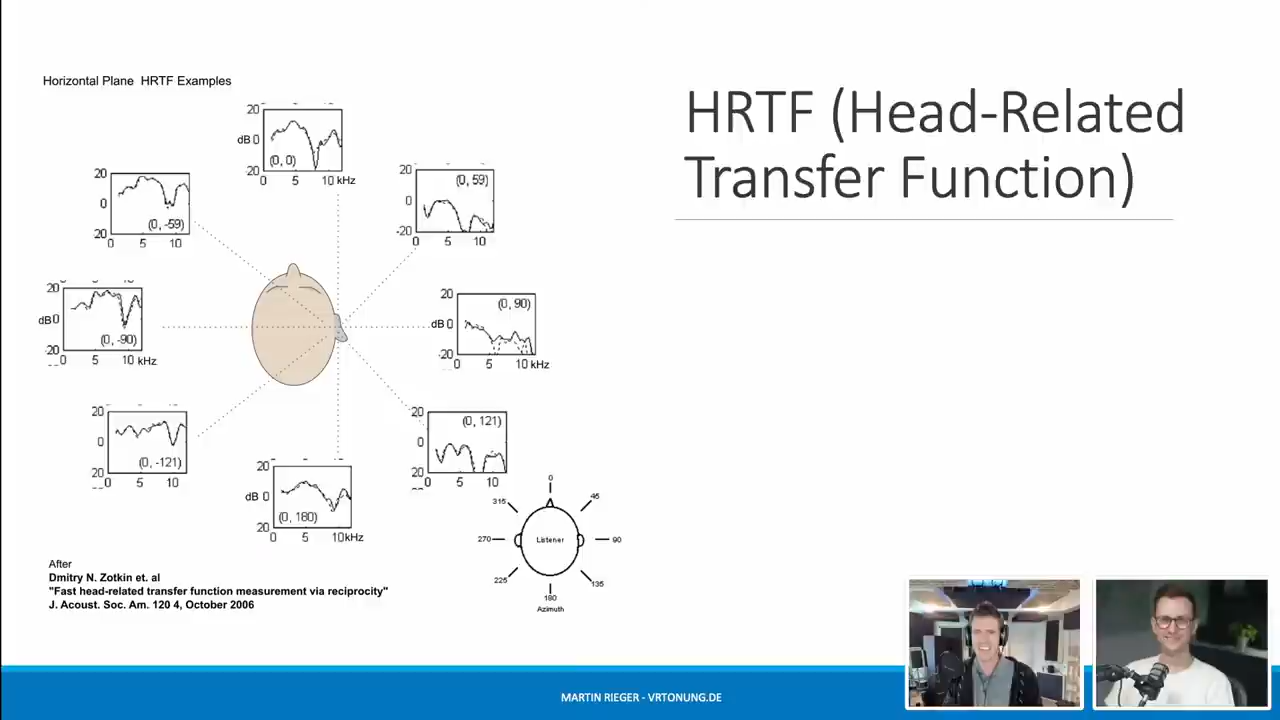 Horizontal Plane HRTF Examples
HRTF (Head-Related
Transfer Function)
20
dB 0
20
(0, 0)
0 5 10 kHz
20
0
20
(0, -59)
0 5 10
20
0
-20
(0, 59)
0 5 10
20
dB 0
-20
(0, -90)
0 5 10 kHz
20
dB 0
-20
(0, 90)
0 5 10 kHz
20
0
20
(0, -121)
0 5 10
20
0
20
(0, 121)
0 5 10
20
dB 0
20
(0, 180)
0 5 10kHz
0
315 45
270 Listener 90
225 135
180
Azimuth
After
Dmitry N. Zotkin et. al
"Fast head-related transfer function measurement via reciprocity"
J. Acoust. Soc. Am. 120 4, October 2006
MARTIN RIEGER - VRTONUNG.DE